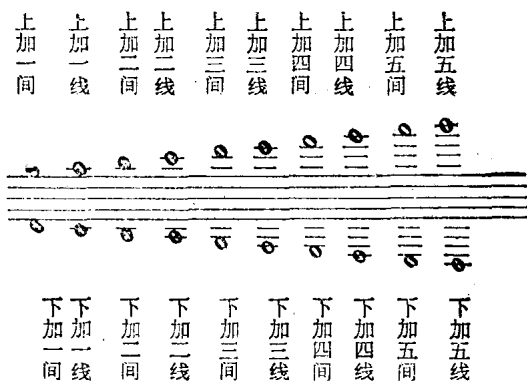 上加一间
上加一线
上加二间
上加二线
上加三间
上加三线
上加四间
上加四线
上加五间
上加五线
下加一间
下加一线
下加二间
下加二线
下加三间
下加三线
下加四间
下加四线
下加五间
下加五线